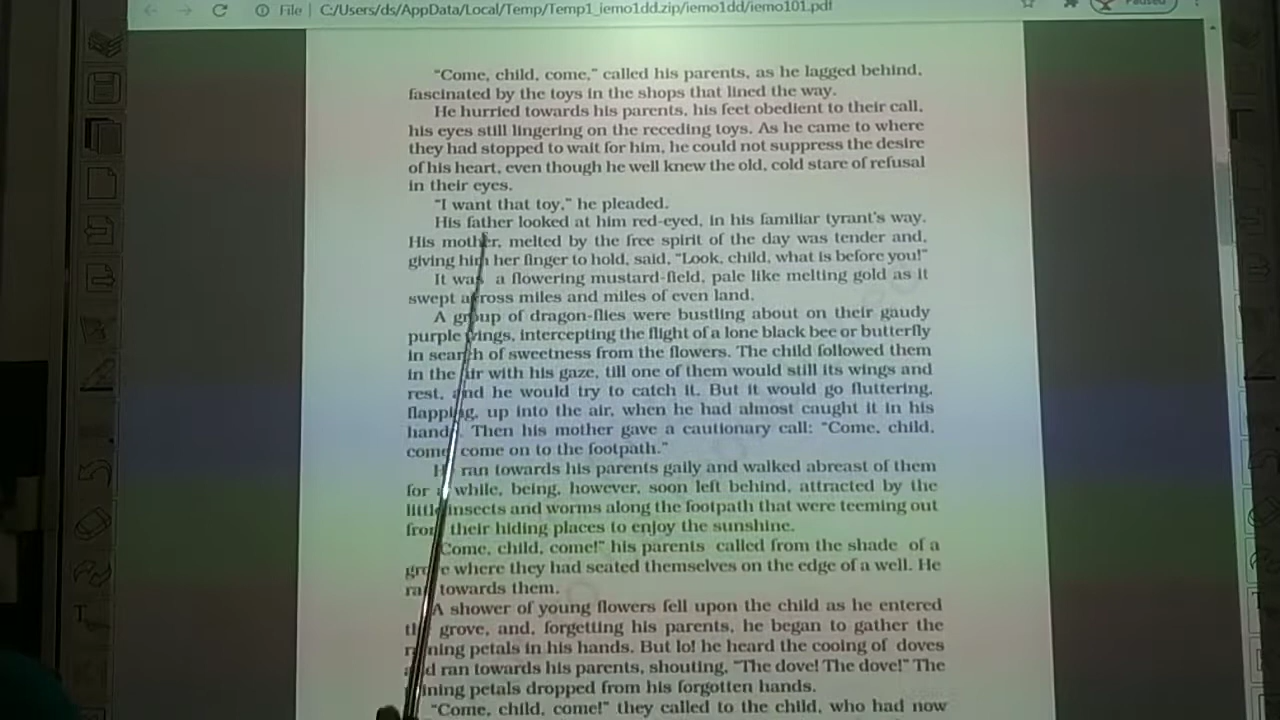 File | C:/Users/ds/AppData/Local/Temp/Temp1_iemo1dd.zip/iemo1dd/iemo101.pdf
Paused
"Come, child, come," called his parents, as he lagged behind,
fascinated by the toys in the shops that lined the way.
He hurried towards his parents, his feet obedient to their call,
his eyes still lingering on the receding toys. As he came to where
they had stopped to wait for him, he could not suppress the desire
of his heart, even though he well knew the old, cold stare of refusal
in their eyes.
"I want that toy," he pleaded.
His father looked at him red-eyed, in his familiar tyrant's way.
His mother, melted by the free spirit of the day was tender and,
giving him her finger to hold, said, "Look, child, what is before you!"
It was a flowering mustard-field, pale like melting gold as it
swept across miles and miles of even land.
A group of dragon-flies were bustling about on their gaudy
purple wings, intercepting the flight of a lone black bee or butterfly
in search of sweetness from the flowers. The child followed them
in the air with his gaze, till one of them would still its wings and
rest, and he would try to catch it. But it would go fluttering,
flapping, up into the air, when he had almost caught it in his
hands. Then his mother gave a cautionary call: "Come, child,
come, come on to the footpath."
He ran towards his parents gaily and walked abreast of them
for a while, being, however, soon left behind, attracted by the
little insects and worms along the footpath that were teeming out
from their hiding places to enjoy the sunshine.
"Come, child, come!" his parents called from the shade of a
grove where they had seated themselves on the edge of a well. He
ran towards them.
A shower of young flowers fell upon the child as he entered
the grove, and, forgetting his parents, he began to gather the
raining petals in his hands. But lo! he heard the cooing of doves
and ran towards his parents, shouting, "The dove! The dove!" The
raining petals dropped from his forgotten hands.
"Come, child, come!" they called to the child, who had now